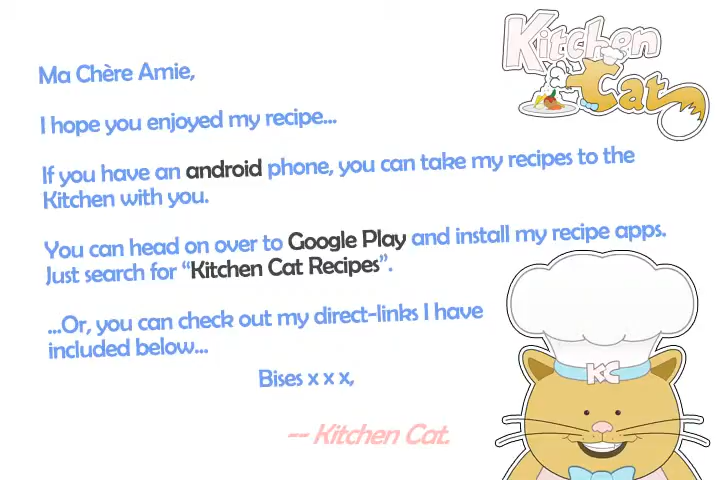 Kitchen
Cat
Ma Chère Amie,
I hope you enjoyed my recipe...
If you have an android phone, you can take my recipes to the
Kitchen with you.
You can head on over to Google Play and install my recipe apps.
Just search for “Kitchen Cat Recipes”.
...Or, you can check out my direct-links I have
included below...
Bises x x x,
-- Kitchen Cat.
KC